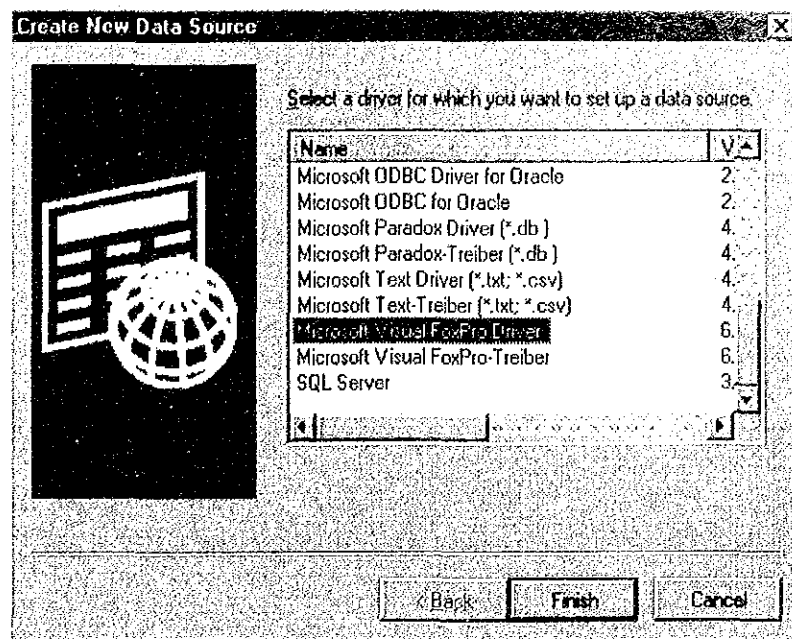 Create New Data Source
Select a driver for which you want to set up a data source.
Name V
Microsoft ODBC Driver for Oracle 2.
Microsoft ODBC for Oracle 2.
Microsoft Paradox Driver (*.db ) 4.
Microsoft Paradox-Treiber (*.db ) 4.
Microsoft Text Driver (*.txt; *.csv) 4.
Microsoft Text-Treiber (*.txt; *.csv) 4.
Microsoft Visual FoxPro Driver 6.
Microsoft Visual FoxPro-Treiber 6.
SQL Server 3.
< Back Finish Cancel